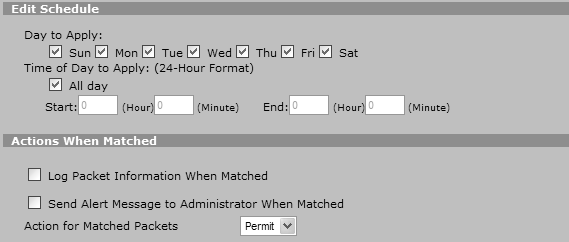 Edit Schedule
Day to Apply:
Sun Mon Tue Wed Thu Fri Sat
Time of Day to Apply: (24-Hour Format)
All day
Start: 0 (Hour) 0 (Minute) End: 0 (Hour) 0 (Minute)
Actions When Matched
Log Packet Information When Matched
Send Alert Message to Administrator When Matched
Action for Matched Packets Permit